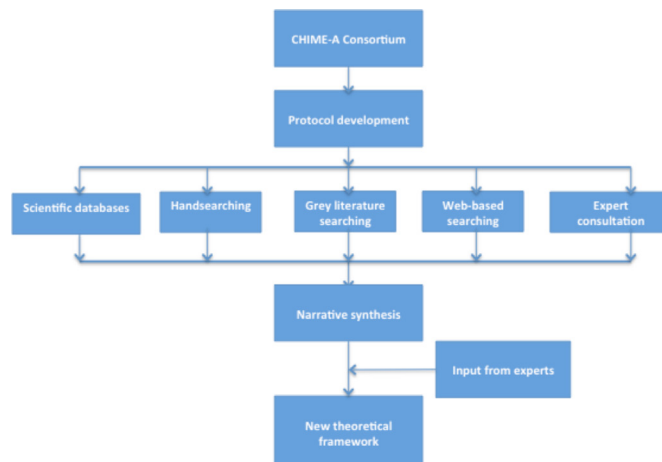 CHIME-A Consortium
Protocol development
Scientific databases
Handsearching
Grey literature
searching
Web-based
searching
Expert
consultation
Narrative synthesis
Input from experts
New theoretical
framework